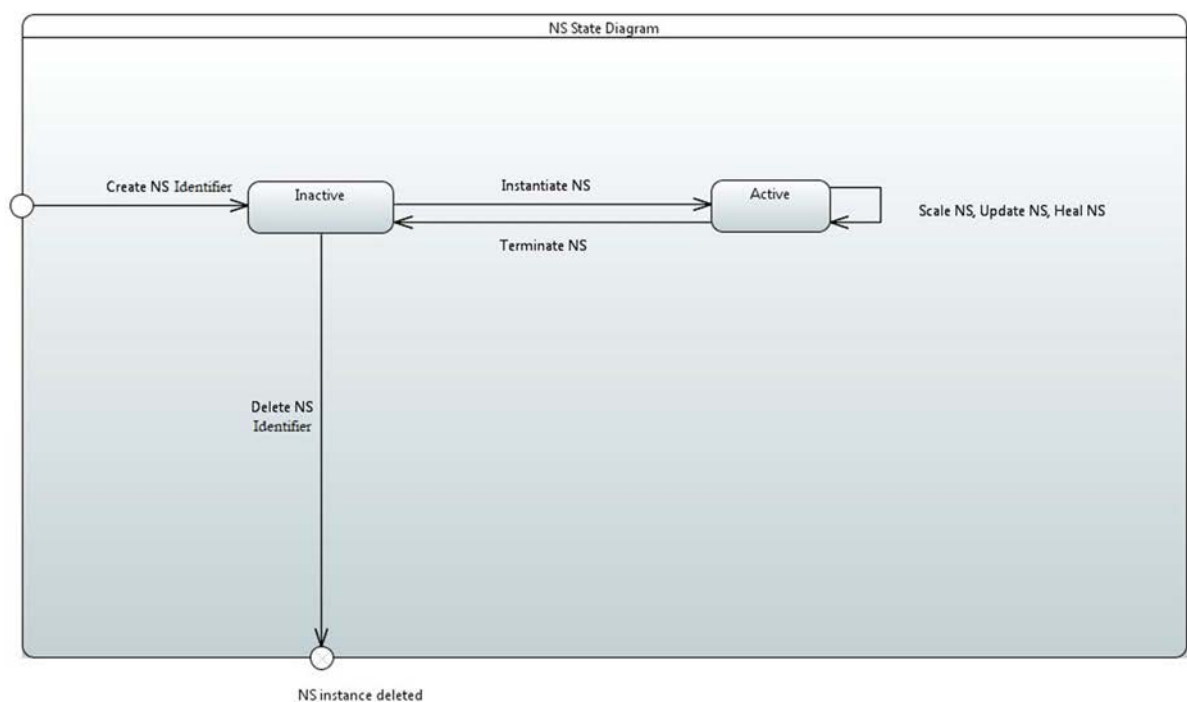 NS State Diagram
Create NS Identifier
Inactive
Instantiate NS
Active
Scale NS, Update NS, Heal NS
Terminate NS
Delete NS
Identifier
NS instance deleted